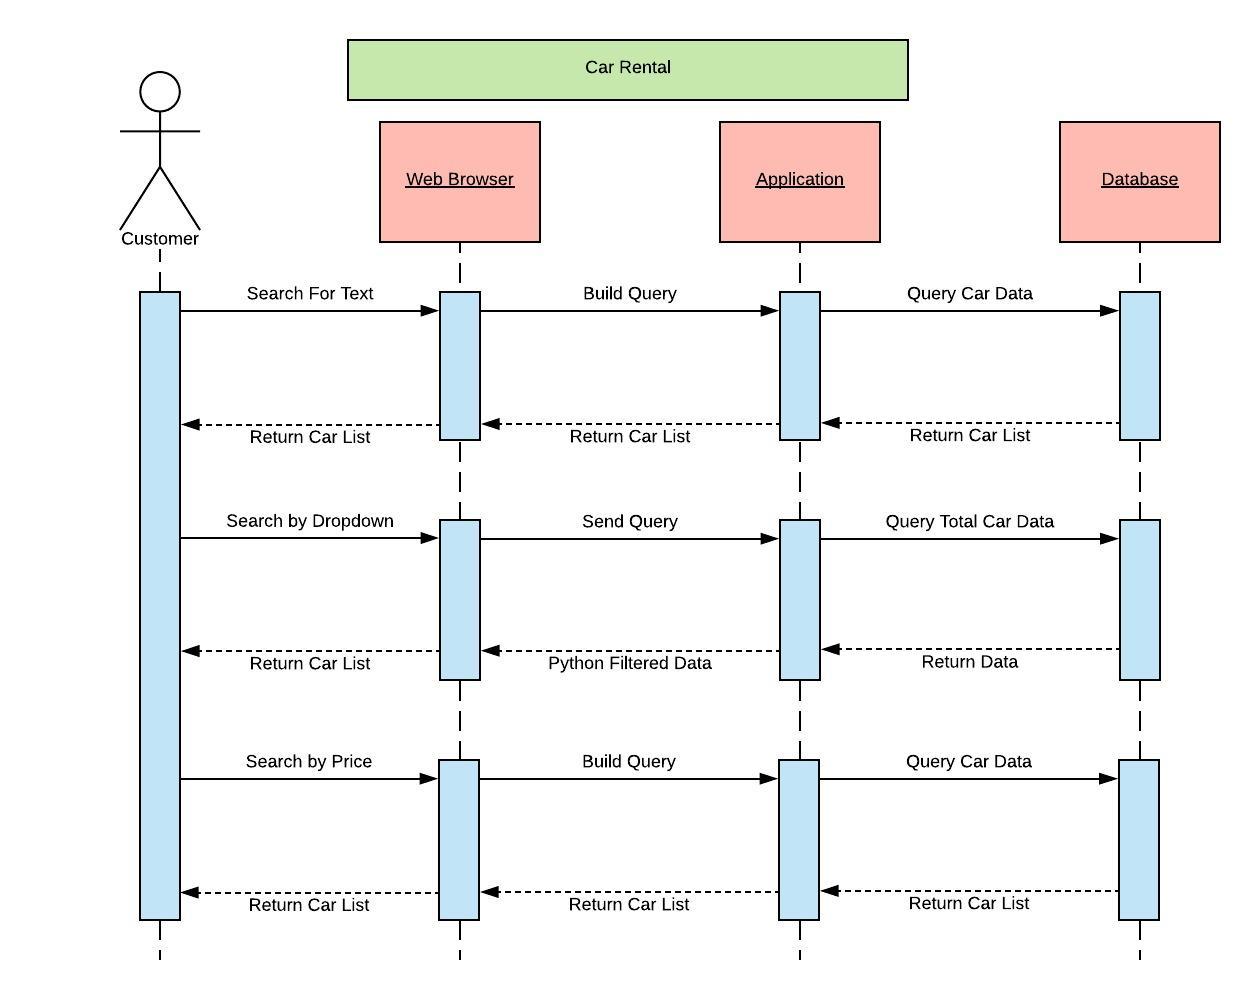 Car Rental
Web Browser
Application
Database
Customer
Search For Text
Build Query
Query Car Data
Return Car List
Return Car List
Return Car List
Search by Dropdown
Send Query
Query Total Car Data
Return Car List
Python Filtered Data
Return Data
Search by Price
Build Query
Query Car Data
Return Car List
Return Car List
Return Car List